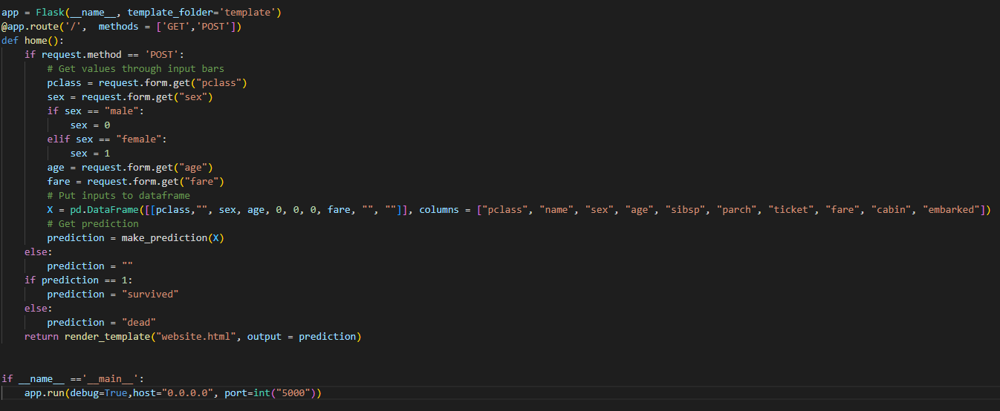 app = Flask(__name__, template_folder='template')
@app.route('/',  methods = ['GET','POST'])
def home():
    if request.method == 'POST':
        # Get values through input bars
        pclass = request.form.get("pclass")
        sex = request.form.get("sex")
        if sex == "male":
            sex = 0
        elif sex == "female":
            sex = 1
        age = request.form.get("age")
        fare = request.form.get("fare")
        # Put inputs to dataframe
        X = pd.DataFrame([[pclass,"", sex, age, 0, 0, 0, fare, "", ""]], columns = ["pclass", "name", "sex", "age", "sibsp", "parch", "ticket", "fare", "cabin", "embarked"])
        # Get prediction
        prediction = make_prediction(X)
    else:
        prediction = ""
    if prediction == 1:
        prediction = "survived"
    else:
        prediction = "dead"
    return render_template("website.html", output = prediction)
if __name__ =='__main__':
    app.run(debug=True,host="0.0.0.0", port=int("5000"))